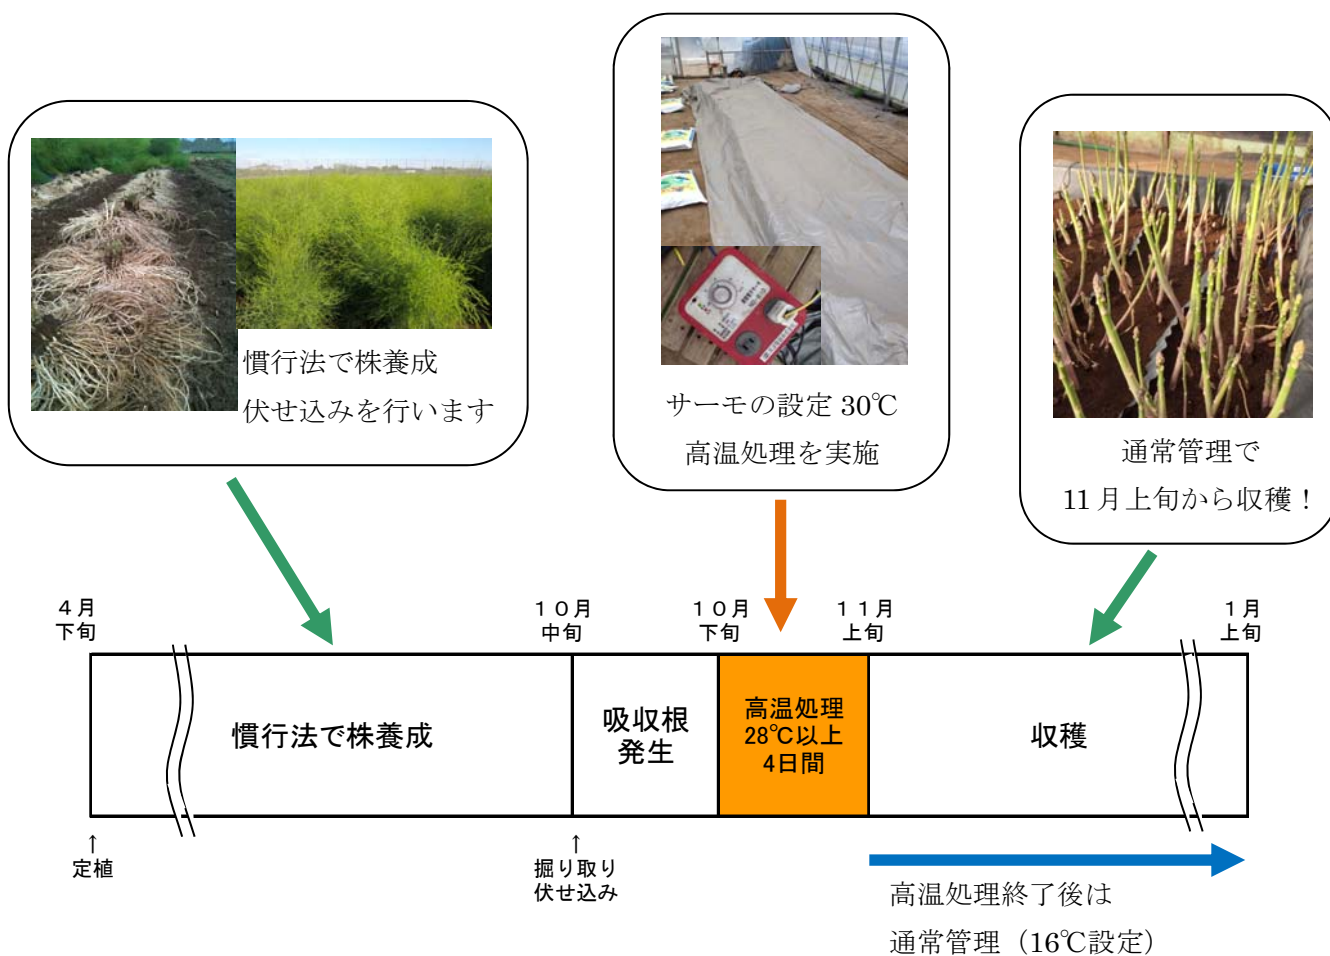 慣行法で株養成
伏せ込みを行います
サーモの設定 30℃
高温処理を実施
通常管理で
11月上旬から収穫！
4月
下旬
10月
中旬
10月
下旬
11月
上旬
1月
上旬
慣行法で株養成
吸収根
発生
高温処理
28℃以上
4日間
収穫
↑
定植
↑
掘り取り
伏せ込み
高温処理終了後は
通常管理（16℃設定）